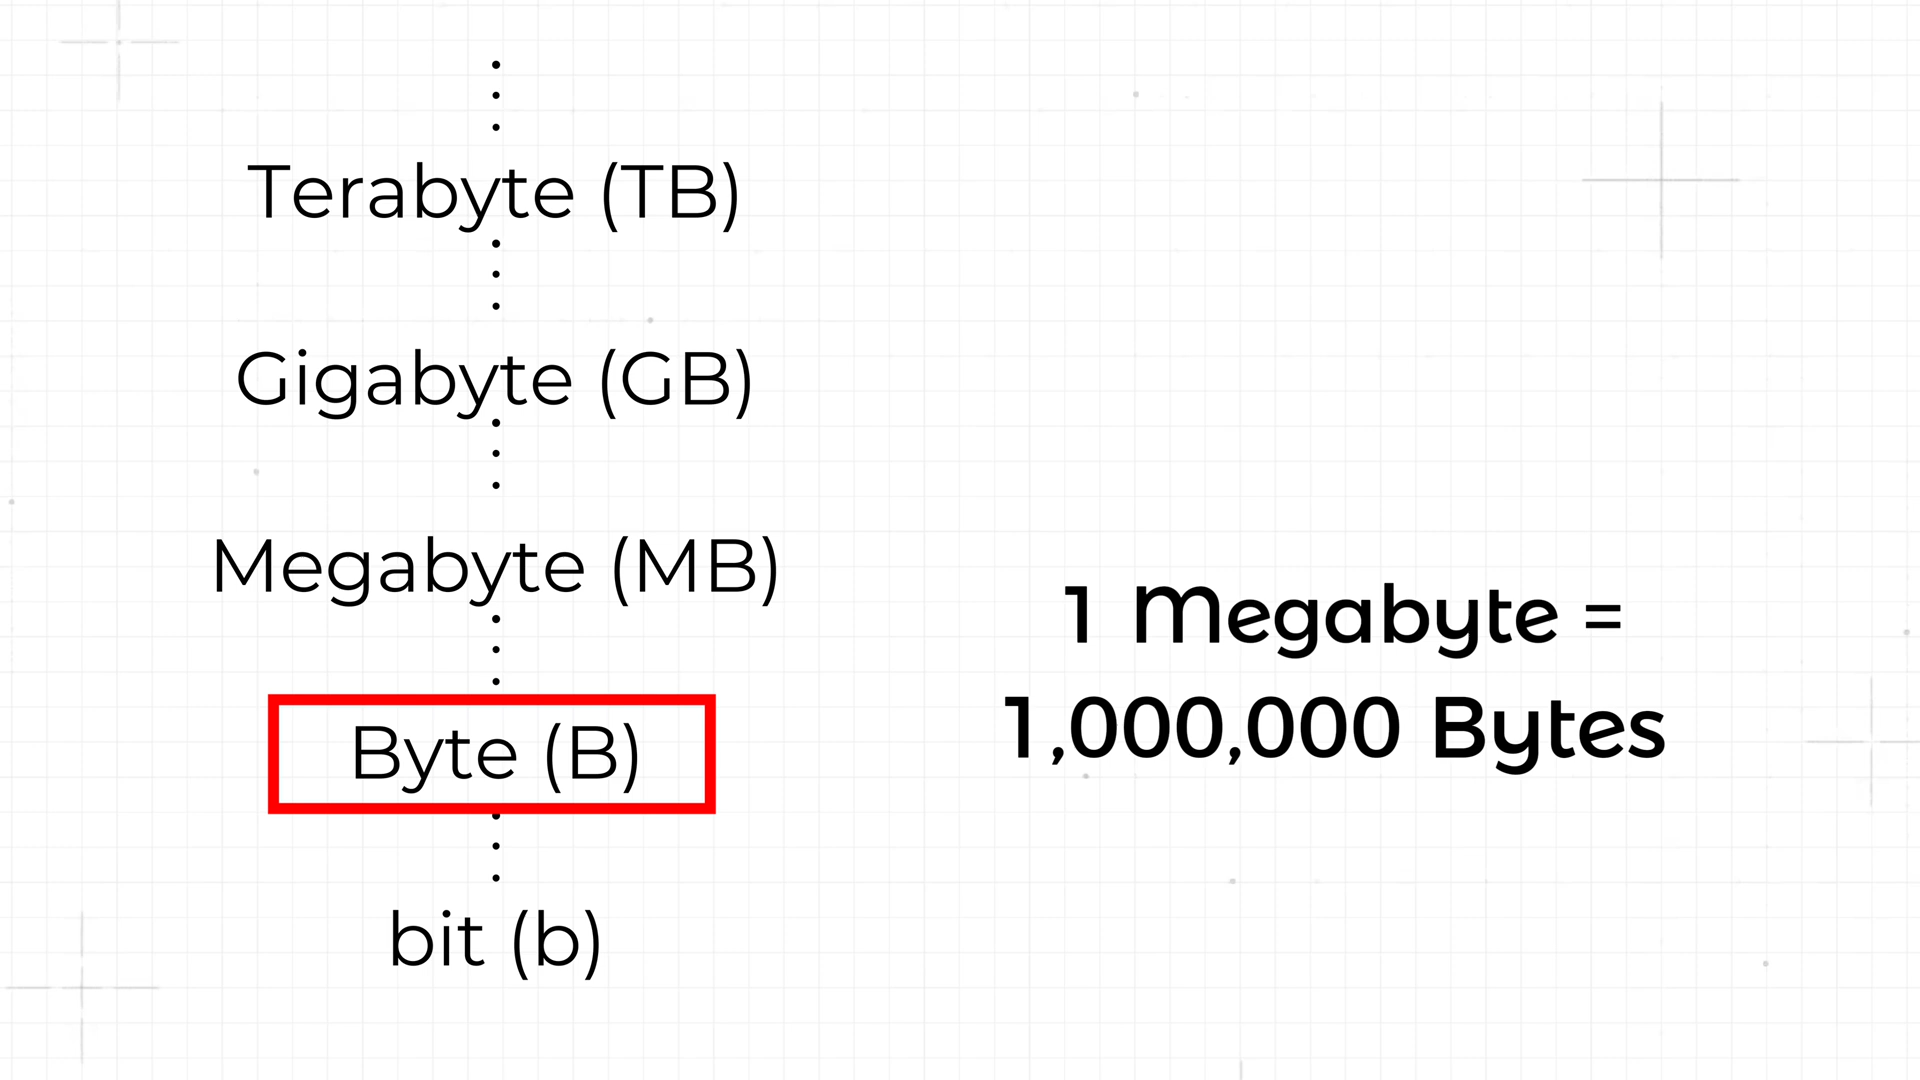 Terabyte (TB)
Gigabyte (GB)
Megabyte (MB)
Byte (B)
bit (b)
1 Megabyte =
1,000,000 Bytes